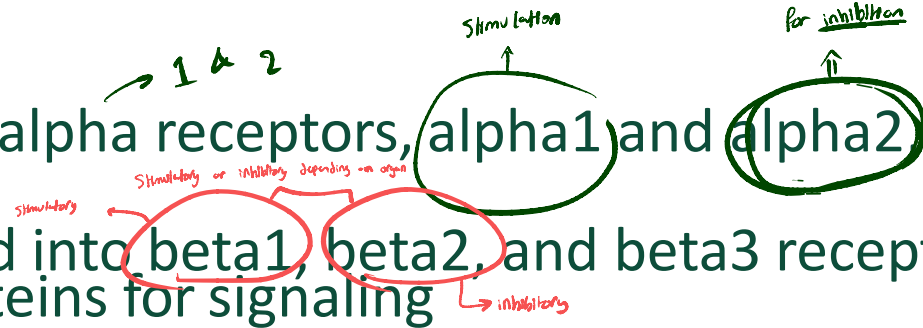 stimulation
for inhibition
1 & 2
alpha receptors, alpha1 and alpha2,
stimulatory or inhibitory depending on organ
stimulatory
d into beta1, beta2, and beta3 recep
teins for signaling
inhibitory